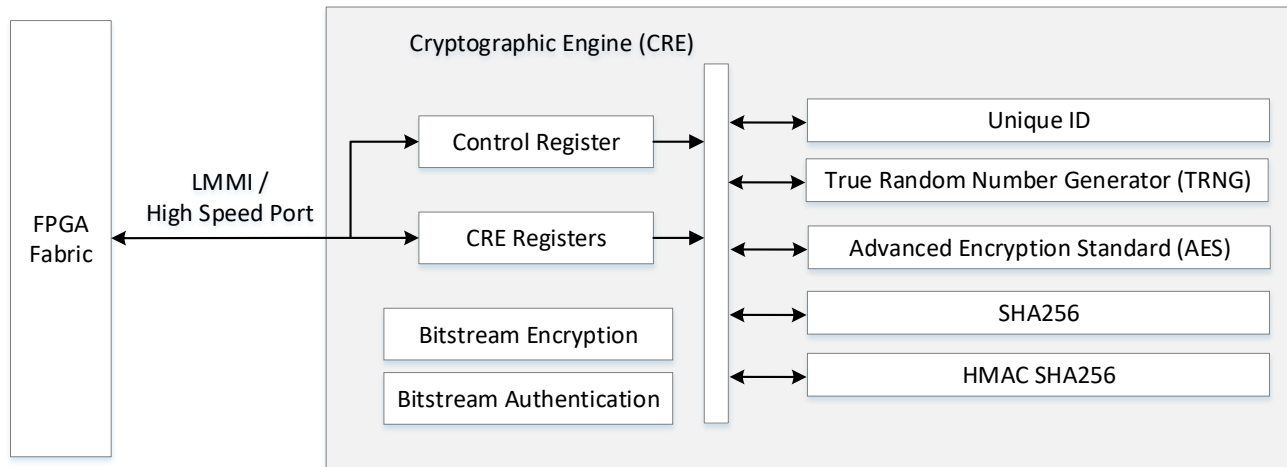 Cryptographic Engine (CRE)
FPGA
Fabric
LMMI /
High Speed Port
Control Register
CRE Registers
Bitstream Encryption
Bitstream Authentication
Unique ID
True Random Number Generator (TRNG)
Advanced Encryption Standard (AES)
SHA256
HMAC SHA256